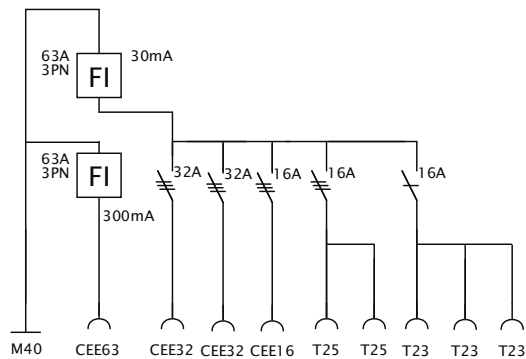 63A
3PN
FI
30mA
63A
3PN
FI
300mA
32A
32A
16A
16A
16A
M40
CEE63
CEE32
CEE32
CEE16
T25
T25
T23
T23
T23